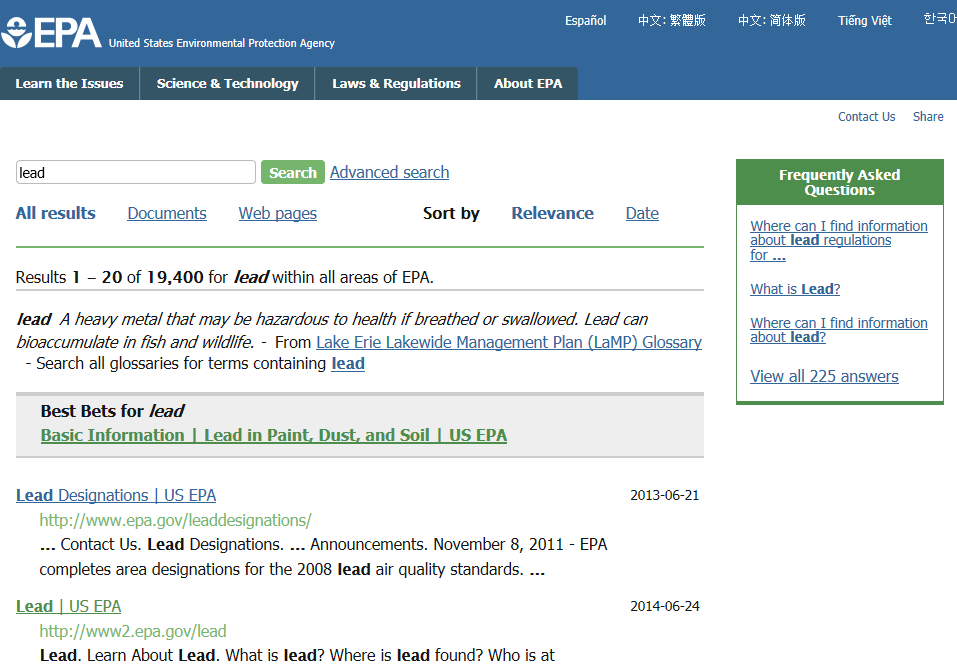 EPA United States Environmental Protection Agency
Español 中文: 繁體版 中文: 简体版 Tiếng Việt 한국어
Learn the Issues Science & Technology Laws & Regulations About EPA
Contact Us Share
lead Search Advanced search
All results Documents Web pages Sort by Relevance Date
Results 1 – 20 of 19,400 for lead within all areas of EPA.
lead A heavy metal that may be hazardous to health if breathed or swallowed. Lead can
bioaccumulate in fish and wildlife. - From Lake Erie Lakewide Management Plan (LaMP) Glossary
- Search all glossaries for terms containing lead
Best Bets for lead
Basic Information | Lead in Paint, Dust, and Soil | US EPA
Lead Designations | US EPA 2013-06-21
http://www.epa.gov/leaddesignations/
... Contact Us. Lead Designations. ... Announcements. November 8, 2011 - EPA
completes area designations for the 2008 lead air quality standards. ...
Lead | US EPA 2014-06-24
http://www2.epa.gov/lead
Lead. Learn About Lead. What is lead? Where is lead found? Who is at
Frequently Asked
Questions
Where can I find information
about lead regulations
for ...
What is Lead?
Where can I find information
about lead?
View all 225 answers